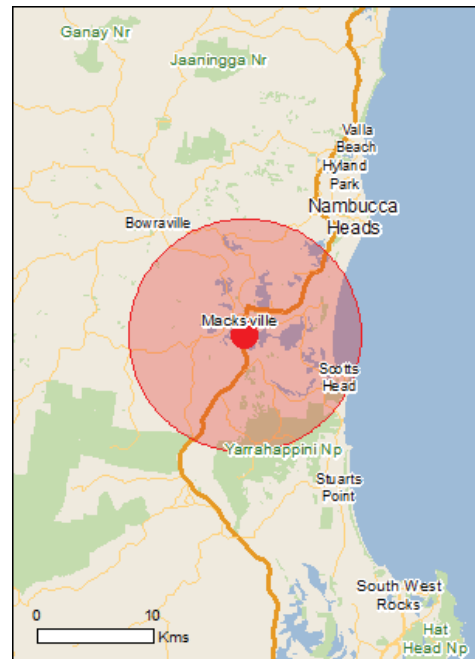 Ganay Nr
Jaaningga Nr
Valla
Beach
Hyland
Park
Nambucca
Heads
Bowraville
Macksville
Scotts
Head
Yarrahappini Np
Stuarts
Point
South West
Rocks
Hat
Head Np
0 10
Kms